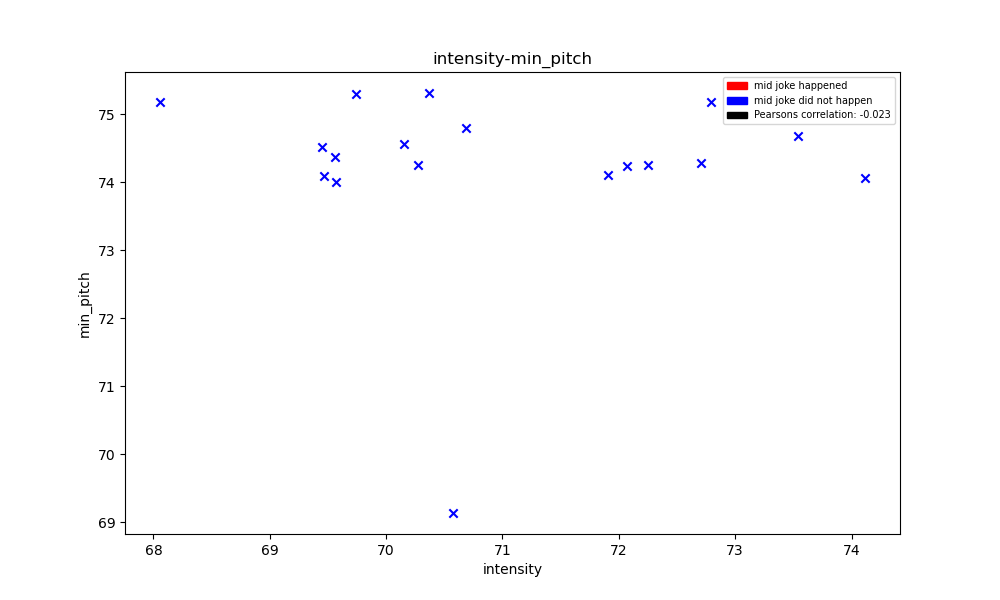 intensity-min_pitch
mid joke happened
mid joke did not happen
Pearsons correlation: -0.023
75
74
73
72
71
70
69
min_pitch
68 69 70 71 72 73 74
intensity